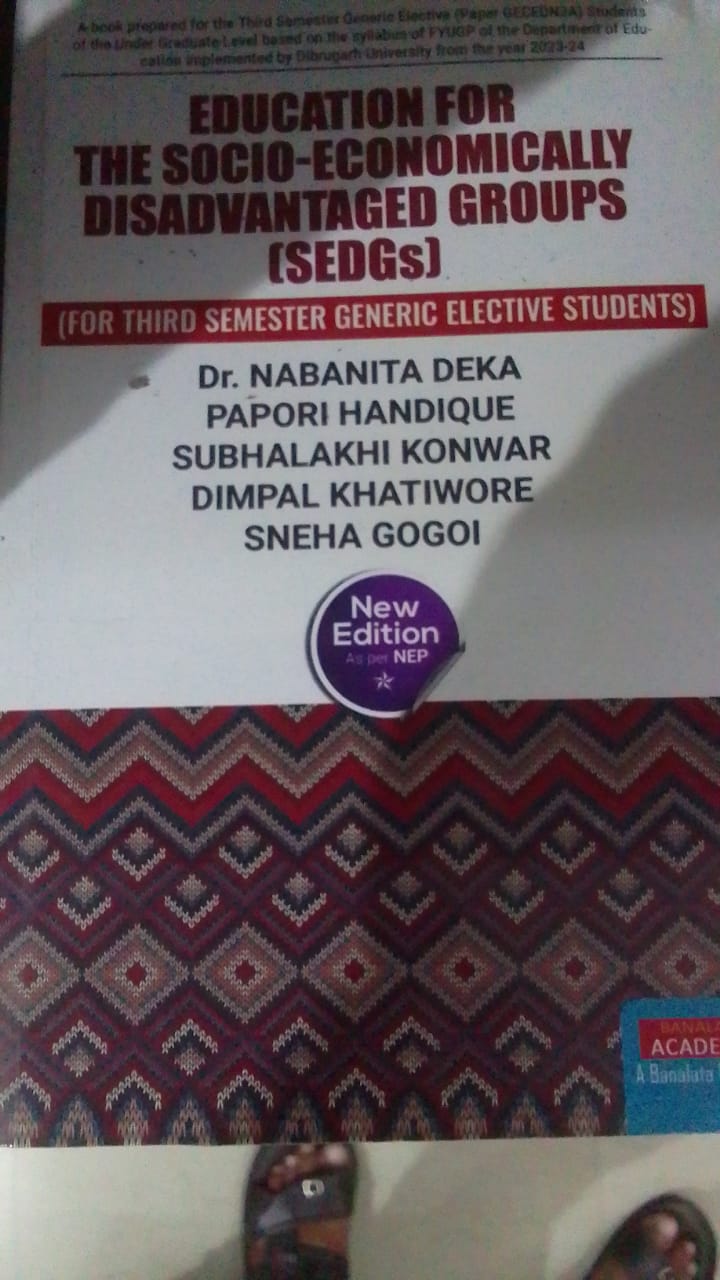 A book prepared for the Third Semester Generic Elective (Paper GECEDN3A) Students
of the Under Graduate Level based on the syllabus of FYUGP of the Department of Edu-
cation implemented by Dibrugarh University from the year 2023-24
EDUCATION FOR
THE SOCIO-ECONOMICALLY
DISADVANTAGED GROUPS
(SEDGs)
(FOR THIRD SEMESTER GENERIC ELECTIVE STUDENTS)
Dr. NABANITA DEKA
PAPORI HANDIQUE
SUBHALAKHI KONWAR
DIMPAL KHATIWORE
SNEHA GOGOI
New
Edition
As per NEP
BANAL
ACADE
A Banalata